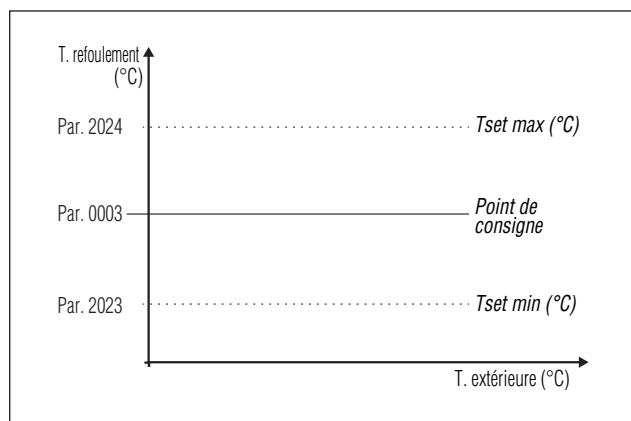 T. refoulement
(°C)
Par. 2024
Tset max (°C)
Par. 0003
Point de
consigne
Par. 2023
Tset min (°C)
T. extérieure (°C)